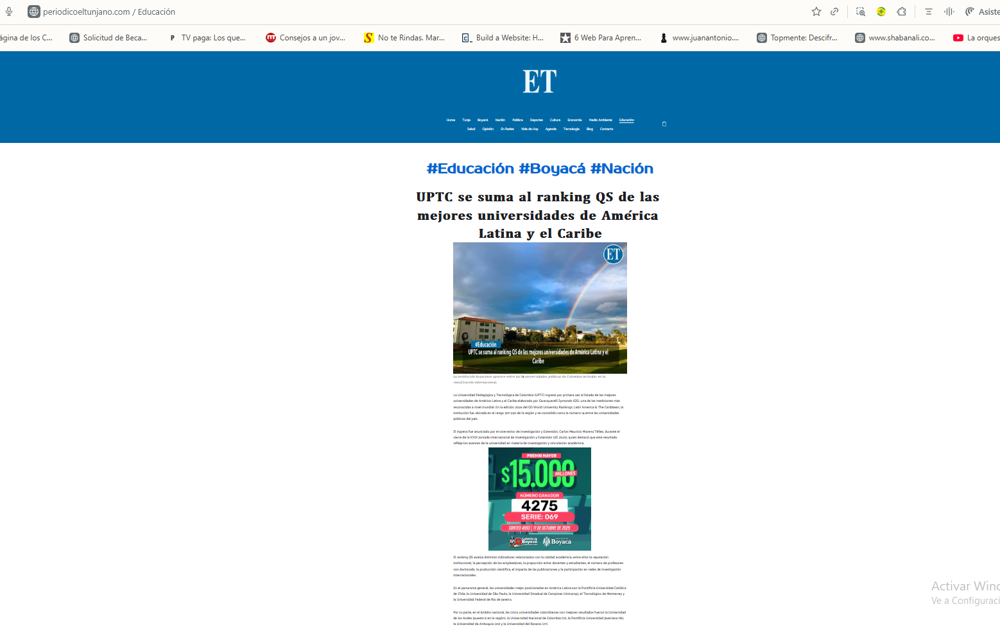 periodicoeltunjano.com / Educación
Asiste
ágina de los C...
Solicitud de Beca...
TV paga: Los que...
Consejos a un jov...
No te Rindas. Mar...
Build a Website: H...
6 Web Para Apren...
www.juanantonio....
Topmente: Descifr...
www.shabanali.co...
La orques
ET
Home Tunja Boyacá Nación Política Deportes Cultura Economía Medio Ambiente Educación
Salud Opinión En Redes Vida de Hoy Agenda Tecnología Blog Contacto
#Educación #Boyacá #Nación
UPTC se suma al ranking QS de las
mejores universidades de América
Latina y el Caribe
ET
#Educación
UPTC se suma al ranking QS de las mejores universidades de América Latina y el
Caribe
La institución boyacense aparece entre las 14 universidades públicas de Colombia incluidas en la
clasificación internacional.
La Universidad Pedagógica y Tecnológica de Colombia (UPTC) ingresó por primera vez al listado de las mejores
universidades de América Latina y el Caribe elaborado por Quacquarelli Symonds (QS), una de las mediciones más
reconocidas a nivel mundial. En la edición 2026 del QS World University Rankings: Latin America & The Caribbean, la
institución fue ubicada en el rango de la región y se consolidó como la número 14 entre las universidades
públicas del país.
El ingreso fue anunciado por el vicerrector de Investigación y Extensión, Carlos Mauricio Moreno Téllez, durante el
cierre de la XXIX Jornada Internacional de Investigación y Extensión (JIE 2025), quien destacó que este resultado
refleja los avances de la universidad en materia de investigación y vinculación académica.
PREMIO MAYOR
$15.000
MILLONES
NÚMERO GANADOR
4275
SERIE: 069
SORTEO 4593 | 11 DE OCTUBRE DE 2025
Lotería de
Boyacá
Boyacá
El ranking QS evalúa distintos indicadores relacionados con la calidad académica, entre ellos la reputación
institucional, la percepción de los empleadores, la proporción entre docentes y estudiantes, el número de profesores
con doctorado, la producción científica, el impacto de las publicaciones y la participación en redes de investigación
internacionales.
En el panorama general, las universidades mejor posicionadas en América Latina son la Pontificia Universidad Católica
de Chile, la Universidad de São Paulo, la Universidad Estadual de Campinas (Unicamp), el Tecnológico de Monterrey y
la Universidad Federal de Río de Janeiro.
Por su parte, en el ámbito nacional, las cinco universidades colombianas con mejores resultados fueron la Universidad
de los Andes (puesto 8 en la región), la Universidad Nacional de Colombia (12), la Pontificia Universidad Javeriana (16),
la Universidad de Antioquia (20) y la Universidad del Rosario (27).
Activar Wind
Ve a Configuraci